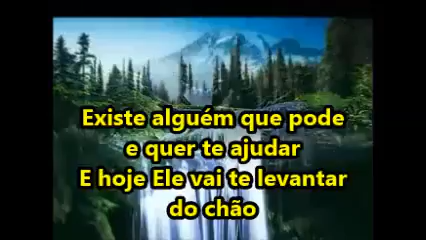 Existe alguém que pode
e quer te ajudar
E hoje Ele vai te levantar
do chão